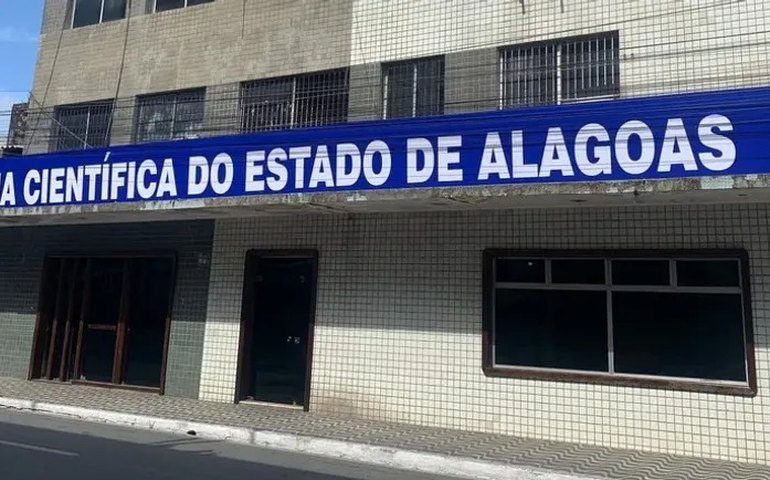 CIENTÍFICA DO ESTADO DE ALAGOAS